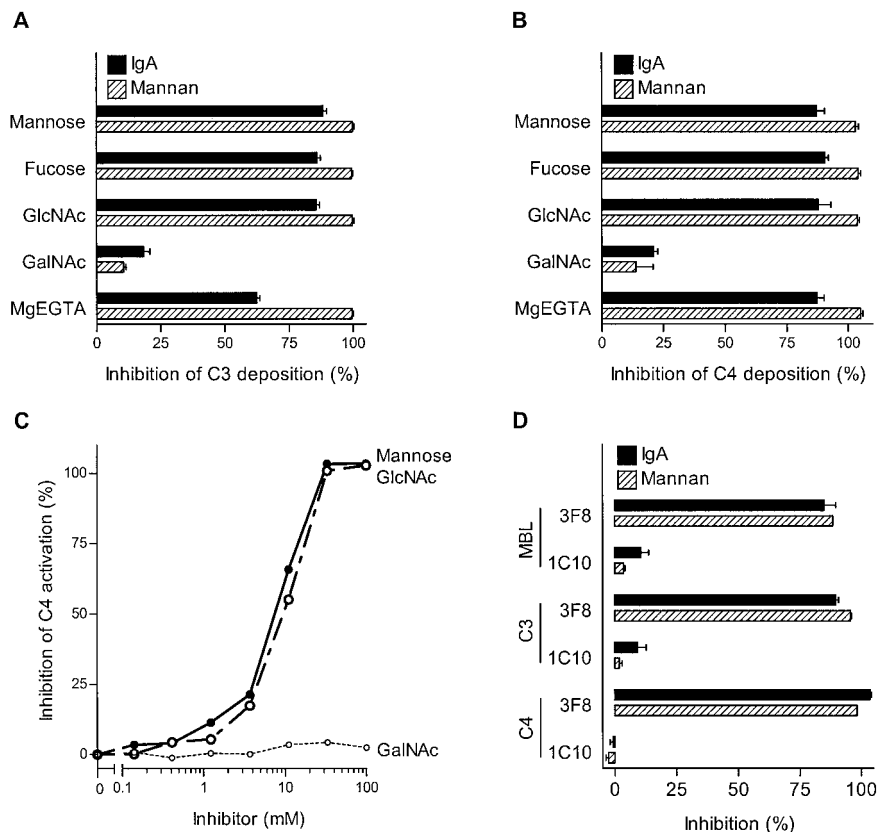 A
IgA
Mannan
Mannose
Fucose
GlcNAc
GalNAc
MgEGTA
0 25 50 75 100
Inhibition of C3 deposition (%)
B
IgA
Mannan
Mannose
Fucose
GlcNAc
GalNAc
MgEGTA
0 25 50 75 100
Inhibition of C4 deposition (%)
C
Mannose
GlcNAc
GalNAc
100
75
50
25
0
Inhibition of C4 activation (%)
0 0.1 1 10 100
Inhibitor (mM)
D
IgA
Mannan
MBL
3F8
1C10
C3
3F8
1C10
C4
3F8
1C10
0 25 50 75 100
Inhibition (%)